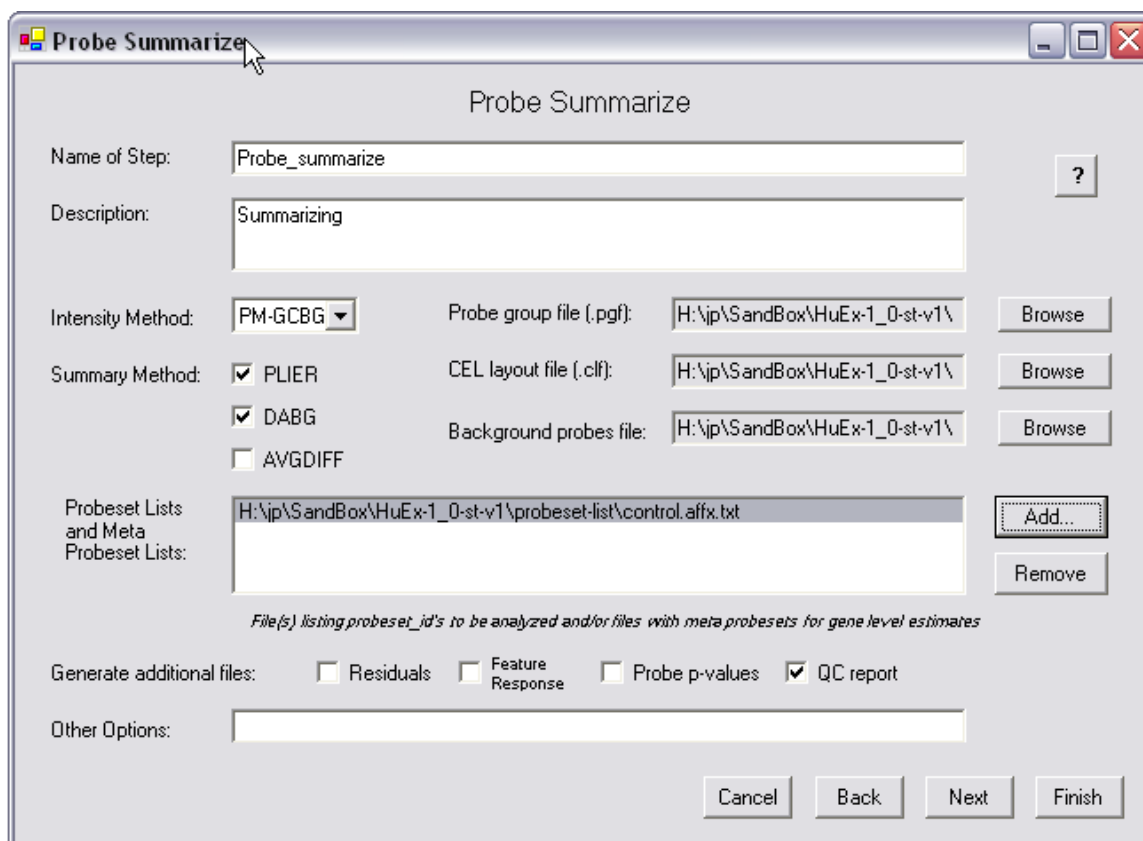 Probe Summarize
Probe Summarize
Name of Step: Probe_summarize
?
Description: Summarizing
Intensity Method: PM-GCBG Probe group file (.pgf): H:\jp\SandBox\HuEx-1_0-st-v1\ Browse
Summary Method: PLIER CEL layout file (.clf): H:\jp\SandBox\HuEx-1_0-st-v1\ Browse
DABG Background probes file: H:\jp\SandBox\HuEx-1_0-st-v1\ Browse
AVGDIFF
Probeset Lists
and Meta
Probeset Lists:
H:\jp\SandBox\HuEx-1_0-st-v1\probeset-list\control.affx.txt
Add...
Remove
File(s) listing probeset_id's to be analyzed and/or files with meta probesets for gene level estimates
Generate additional files: Residuals Feature Response Probe p-values QC report
Other Options:
Cancel Back Next Finish